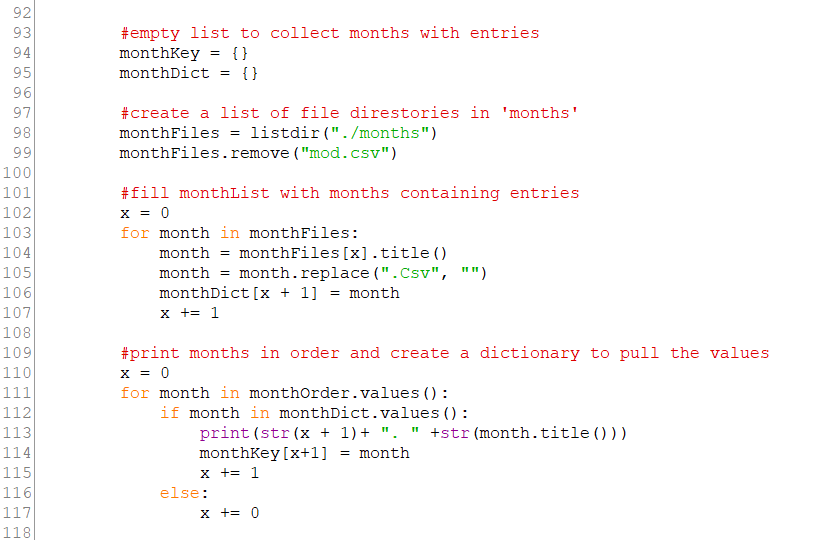 92
93 #empty list to collect months with entries
94 monthKey = {}
95 monthDict = {}
96
97 #create a list of file direstories in 'months'
98 monthFiles = listdir("./months")
99 monthFiles.remove("mod.csv")
100
101 #fill monthList with months containing entries
102 x = 0
103 for month in monthFiles:
104 month = monthFiles[x].title()
105 month = month.replace(".Csv", "")
106 monthDict[x + 1] = month
107 x += 1
108
109 #print months in order and create a dictionary to pull the values
110 x = 0
111 for month in monthOrder.values():
112 if month in monthDict.values():
113 print(str(x + 1)+ ". " +str(month.title()))
114 monthKey[x+1] = month
115 x += 1
116 else:
117 x += 0
118